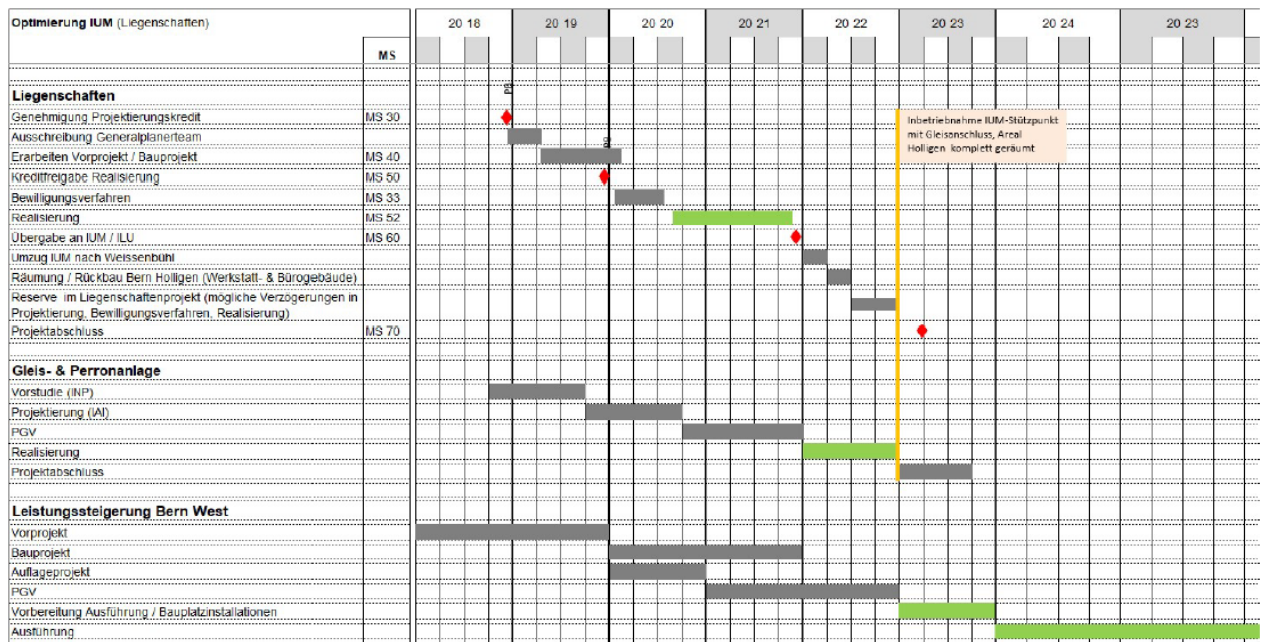 Optimierung IUM (Liegenschaften)
20 18 20 19 20 20 20 21 20 22 20 23 20 24 20 23
MS
P0
Liegenschaften
Genehmigung Projektierungskredit MS 30
Ausschreibung Generalplanerteam
Erarbeiten Vorprojekt / Bauprojekt MS 40
Kreditfreigabe Realisierung MS 50
Bewilligungsverfahren MS 33
Realisierung MS 52
Übergabe an IUM / ILU MS 60
Umzug IUM nach Weissenbühl
Räumung / Rückbau Bern Holligen (Werkstatt- & Bürogebäude)
Reserve im Liegenschaftenprojekt (mögliche Verzögerungen in
Projektierung, Bewilligungsverfahren, Realisierung)
Projektabschluss MS 70
Inbetriebnahme IUM-Stützpunkt
mit Gleisanschluss, Areal
Holligen komplett geräumt
Gleis- & Perronanlage
Vorstudie (INP)
Projektierung (IAI)
PGV
Realisierung
Projektabschluss
Leistungssteigerung Bern West
Vorprojekt
Bauprojekt
Auflageprojekt
PGV
Vorbereitung Ausführung / Bauplatzinstallationen
Ausführung